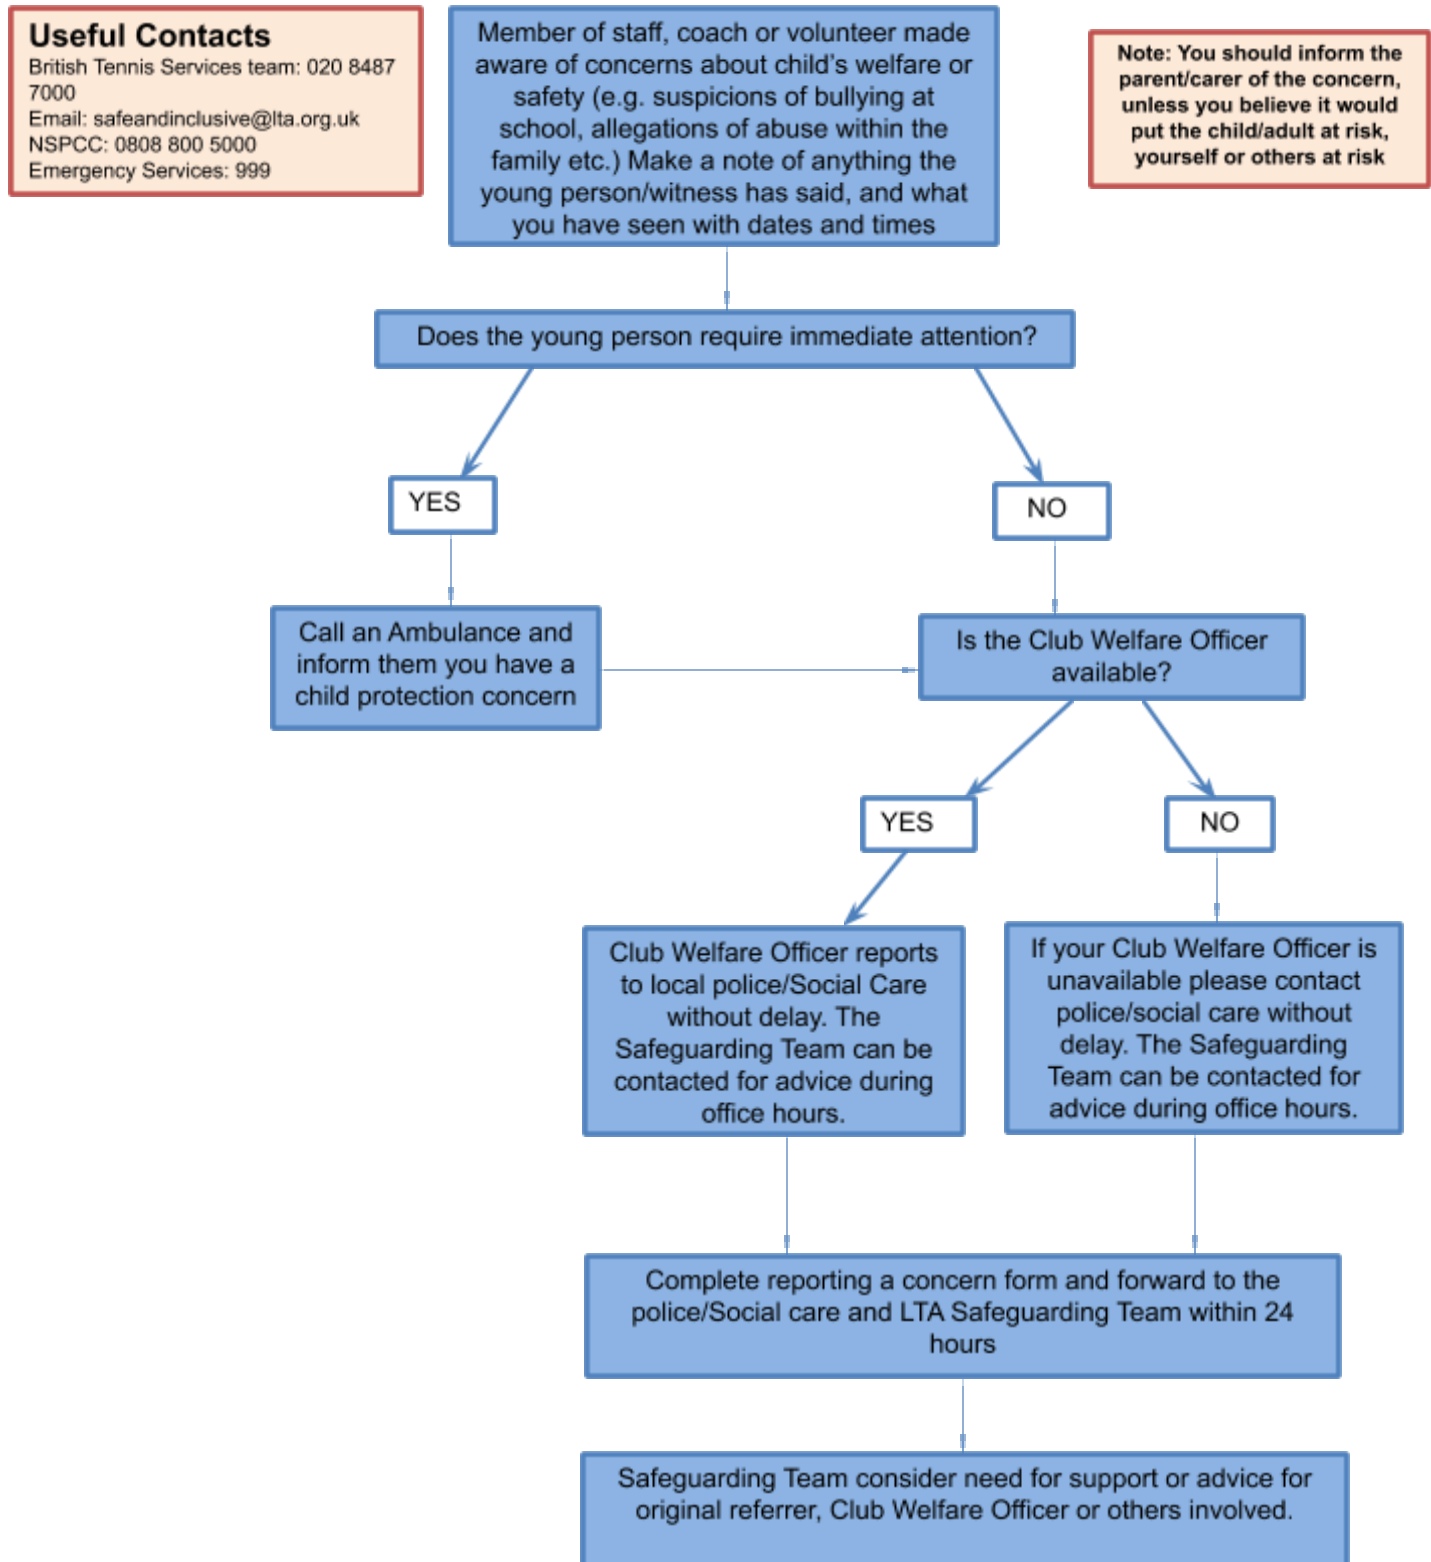 Useful Contacts
British Tennis Services team: 020 8487
7000
Email: safeandinclusive@lta.org.uk
NSPCC: 0808 800 5000
Emergency Services: 999
Member of staff, coach or volunteer made
aware of concerns about child's welfare or
safety (e.g. suspicions of bullying at
school, allegations of abuse within the
family etc.) Make a note of anything the
young person/witness has said, and what
you have seen with dates and times
Note: You should inform the
parent/carer of the concern,
unless you believe it would
put the child/adult at risk,
yourself or others at risk
Does the young person require immediate attention?
YES
NO
Call an Ambulance and
inform them you have a
child protection concern
Is the Club Welfare Officer
available?
YES
NO
Club Welfare Officer reports
to local police/Social Care
without delay. The
Safeguarding Team can be
contacted for advice during
office hours.
If your Club Welfare Officer is
unavailable please contact
police/social care without
delay. The Safeguarding
Team can be contacted for
advice during office hours.
Complete reporting a concern form and forward to the
police/Social care and LTA Safeguarding Team within 24
hours
Safeguarding Team consider need for support or advice for
original referrer, Club Welfare Officer or others involved.